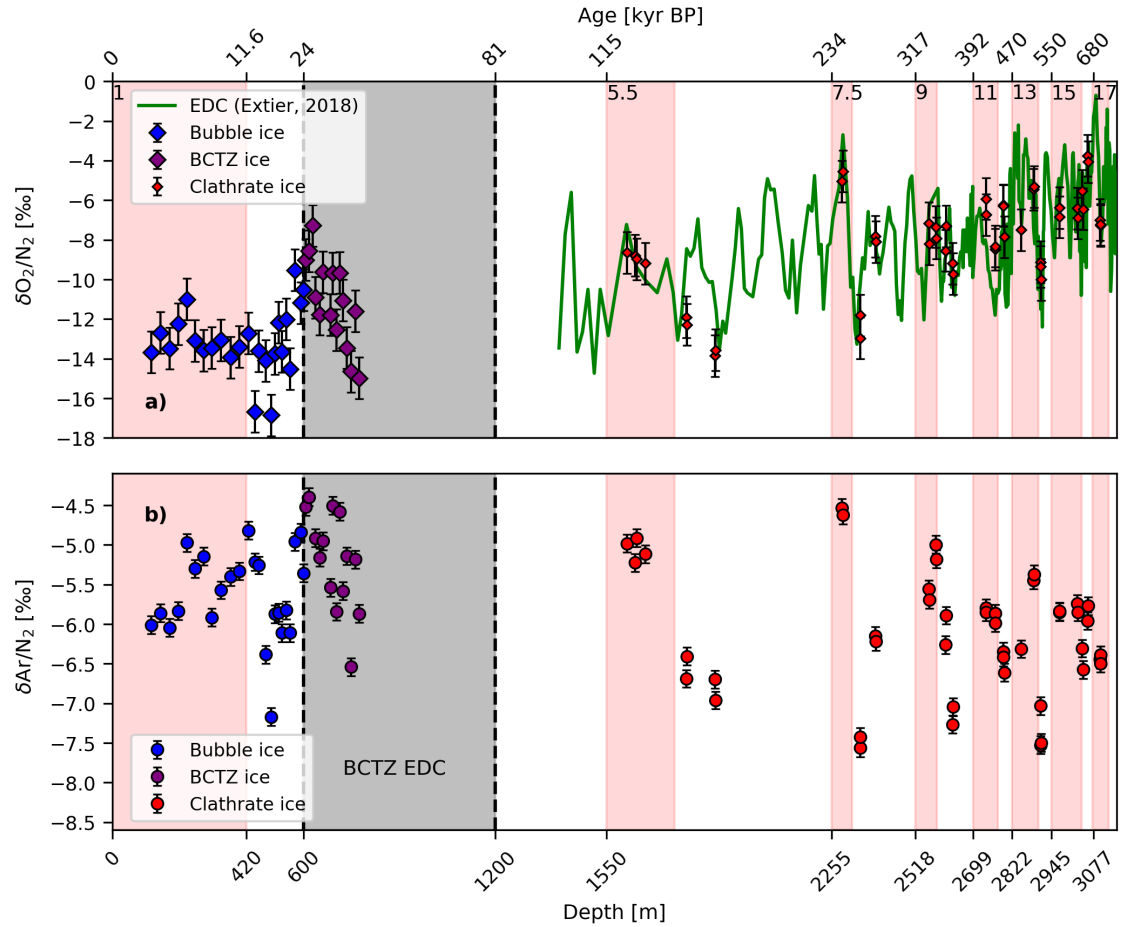 Age [kyr BP]
0 11.6 24 81 115 234 317 392 470 550 680
1 5.5 7.5 9 11 13 15 17
EDC (Extier, 2018)
Bubble ice
BCTZ ice
Clathrate ice
δO₂/N₂ [‰]
0
−2
−4
−6
−8
−10
−12
−14
−16
−18
a)
b)
δAr/N₂ [‰]
−4.5
−5.0
−5.5
−6.0
−6.5
−7.0
−7.5
−8.0
−8.5
BCTZ EDC
Bubble ice
BCTZ ice
Clathrate ice
0 420 600 1200 1550 2255 2518 2699 2822 2945 3077
Depth [m]